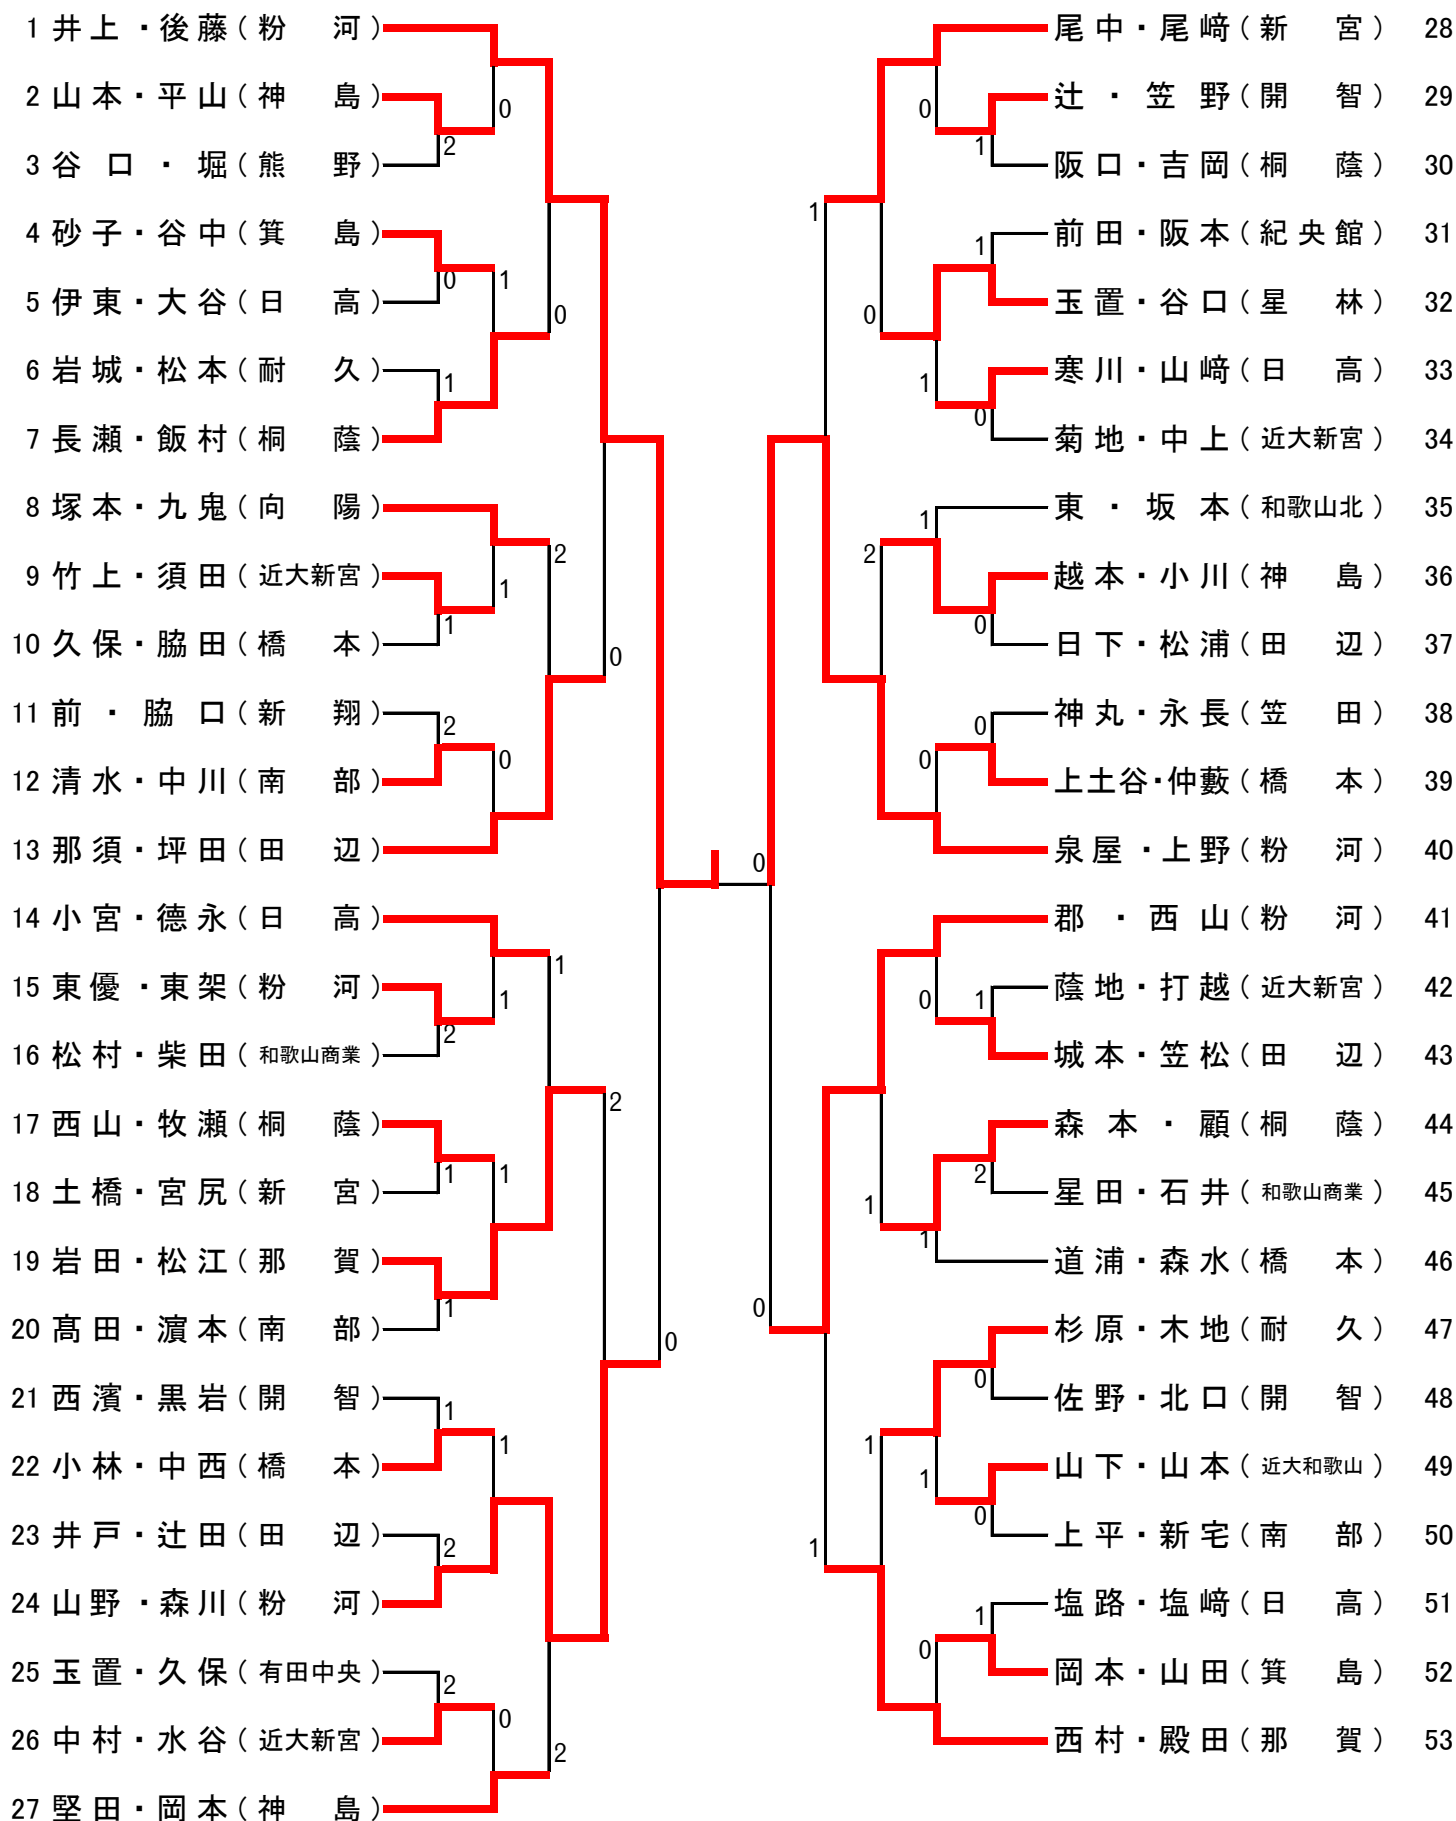 1 井上・後藤(粉 河)
2 山本・平山(神 島)
3 谷口・堀(熊 野)
4 砂子・谷中(箕 島)
5 伊東・大谷(日 高)
6 岩城・松本(耐 久)
7 長瀬・飯村(桐 蔭)
8 塚本・九鬼(向 陽)
9 竹上・須田(近大新宮)
10 久保・脇田(橋 本)
11 前・脇口(新 翔)
12 清水・中川(南 部)
13 那須・坪田(田 辺)
14 小宮・德永(日 高)
15 東優・東架(粉 河)
16 松村・柴田(和歌山商業)
17 西山・牧瀬(桐 蔭)
18 土橋・宮尻(新 宮)
19 岩田・松江(那 賀)
20 髙田・濵本(南 部)
21 西濱・黒岩(開 智)
22 小林・中西(橋 本)
23 井戸・辻田(田 辺)
24 山野・森川(粉 河)
25 玉置・久保(有田中央)
26 中村・水谷(近大新宮)
27 堅田・岡本(神 島)
0
2
0
1
0
1
2
1
1
0
2
0
1
1
2
2
1
1
1
0
1
1
2
2
0
2
0
0
尾中・尾﨑(新 宮) 28
辻・笠野(開 智) 29
阪口・吉岡(桐 蔭) 30
前田・阪本(紀央館) 31
玉置・谷口(星 林) 32
寒川・山﨑(日 高) 33
菊地・中上(近大新宮) 34
東・坂本(和歌山北) 35
越本・小川(神 島) 36
日下・松浦(田 辺) 37
神丸・永長(笠 田) 38
上土谷・仲藪(橋 本) 39
泉屋・上野(粉 河) 40
郡・西山(粉 河) 41
蔭地・打越(近大新宮) 42
城本・笠松(田 辺) 43
森本・顧(桐 蔭) 44
星田・石井(和歌山商業) 45
道浦・森水(橋 本) 46
杉原・木地(耐 久) 47
佐野・北口(開 智) 48
山下・山本(近大和歌山) 49
上平・新宅(南 部) 50
塩路・塩﨑(日 高) 51
岡本・山田(箕 島) 52
西村・殿田(那 賀) 53
0
1
1
1
0
1
0
1
2
0
0
0
0
1
2
1
1
0
0
1
1
0
1
1
0